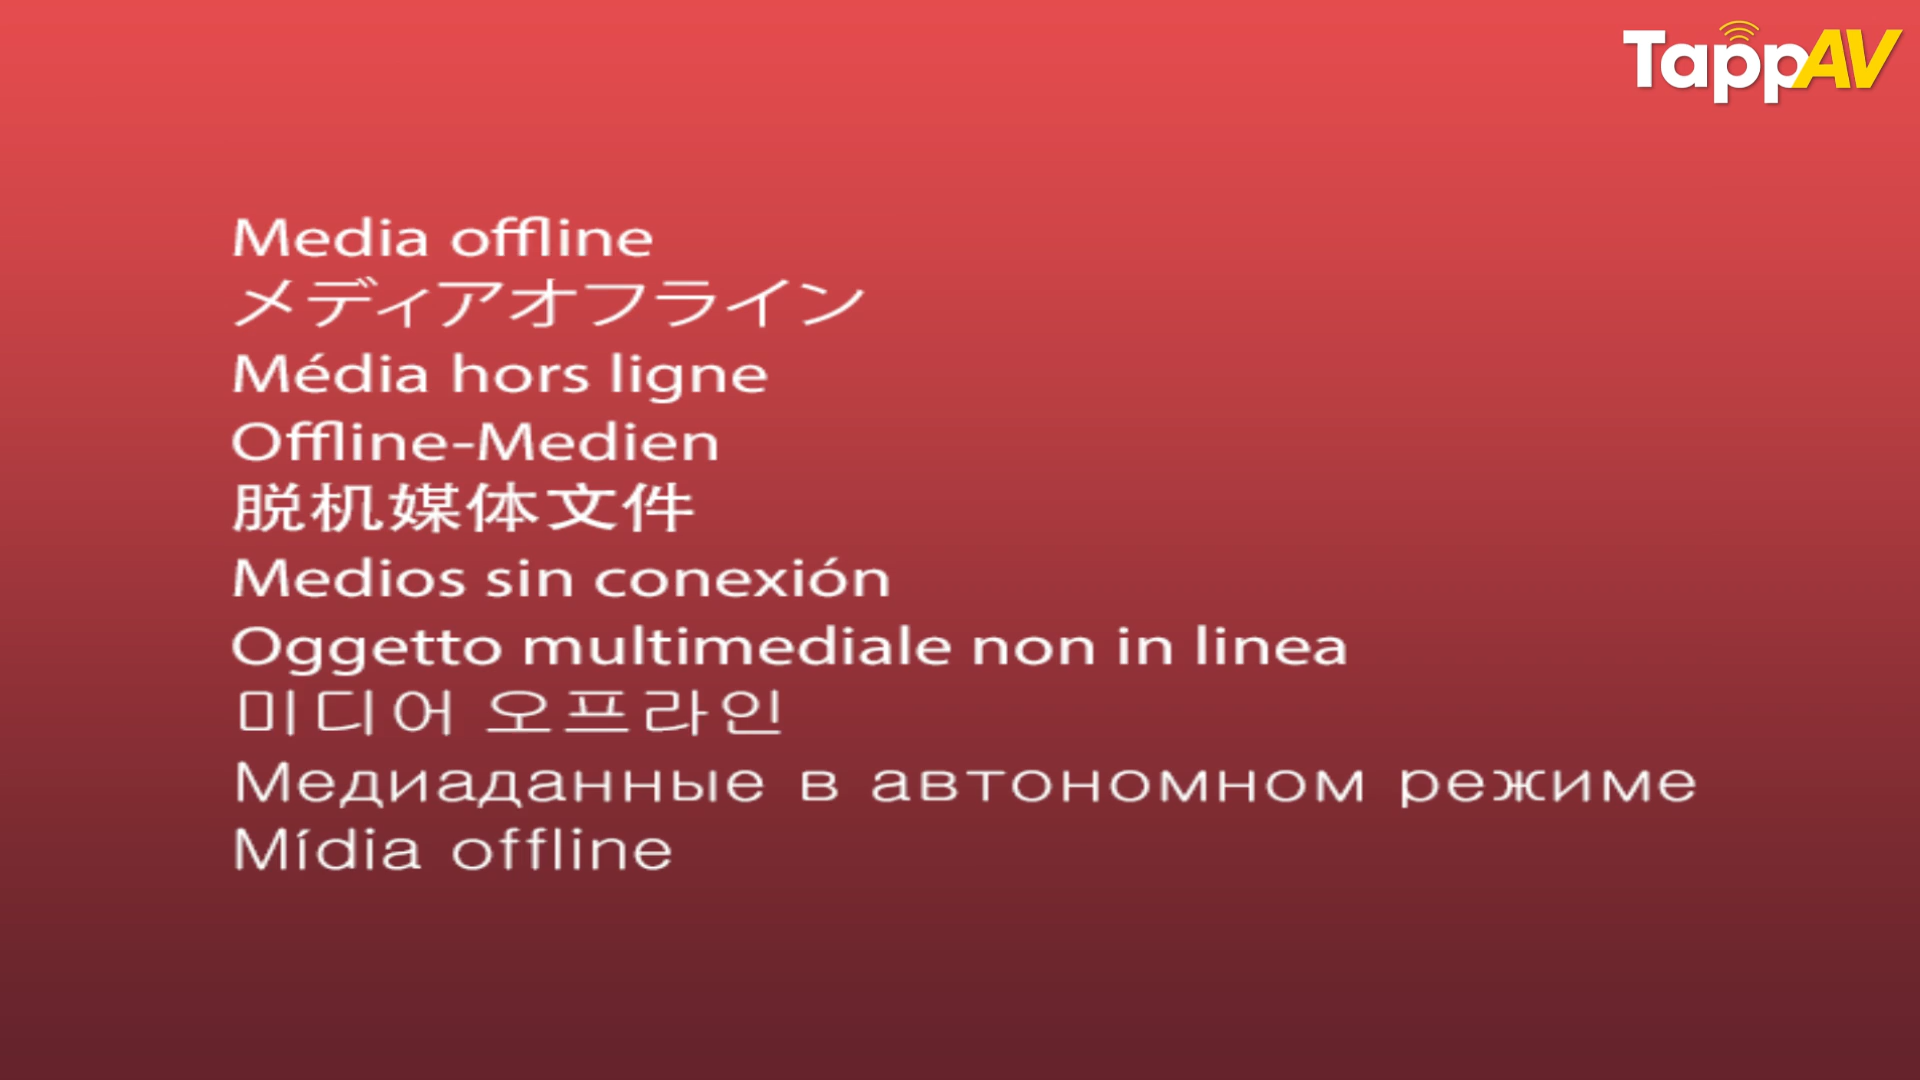 TappAV
Media offline
メディアオフライン
Média hors ligne
Offline-Medien
脱机媒体文件
Medios sin conexión
Oggetto multimediale non in linea
미디어 오프라인
Медиаданные в автономном режиме
Mídia offline